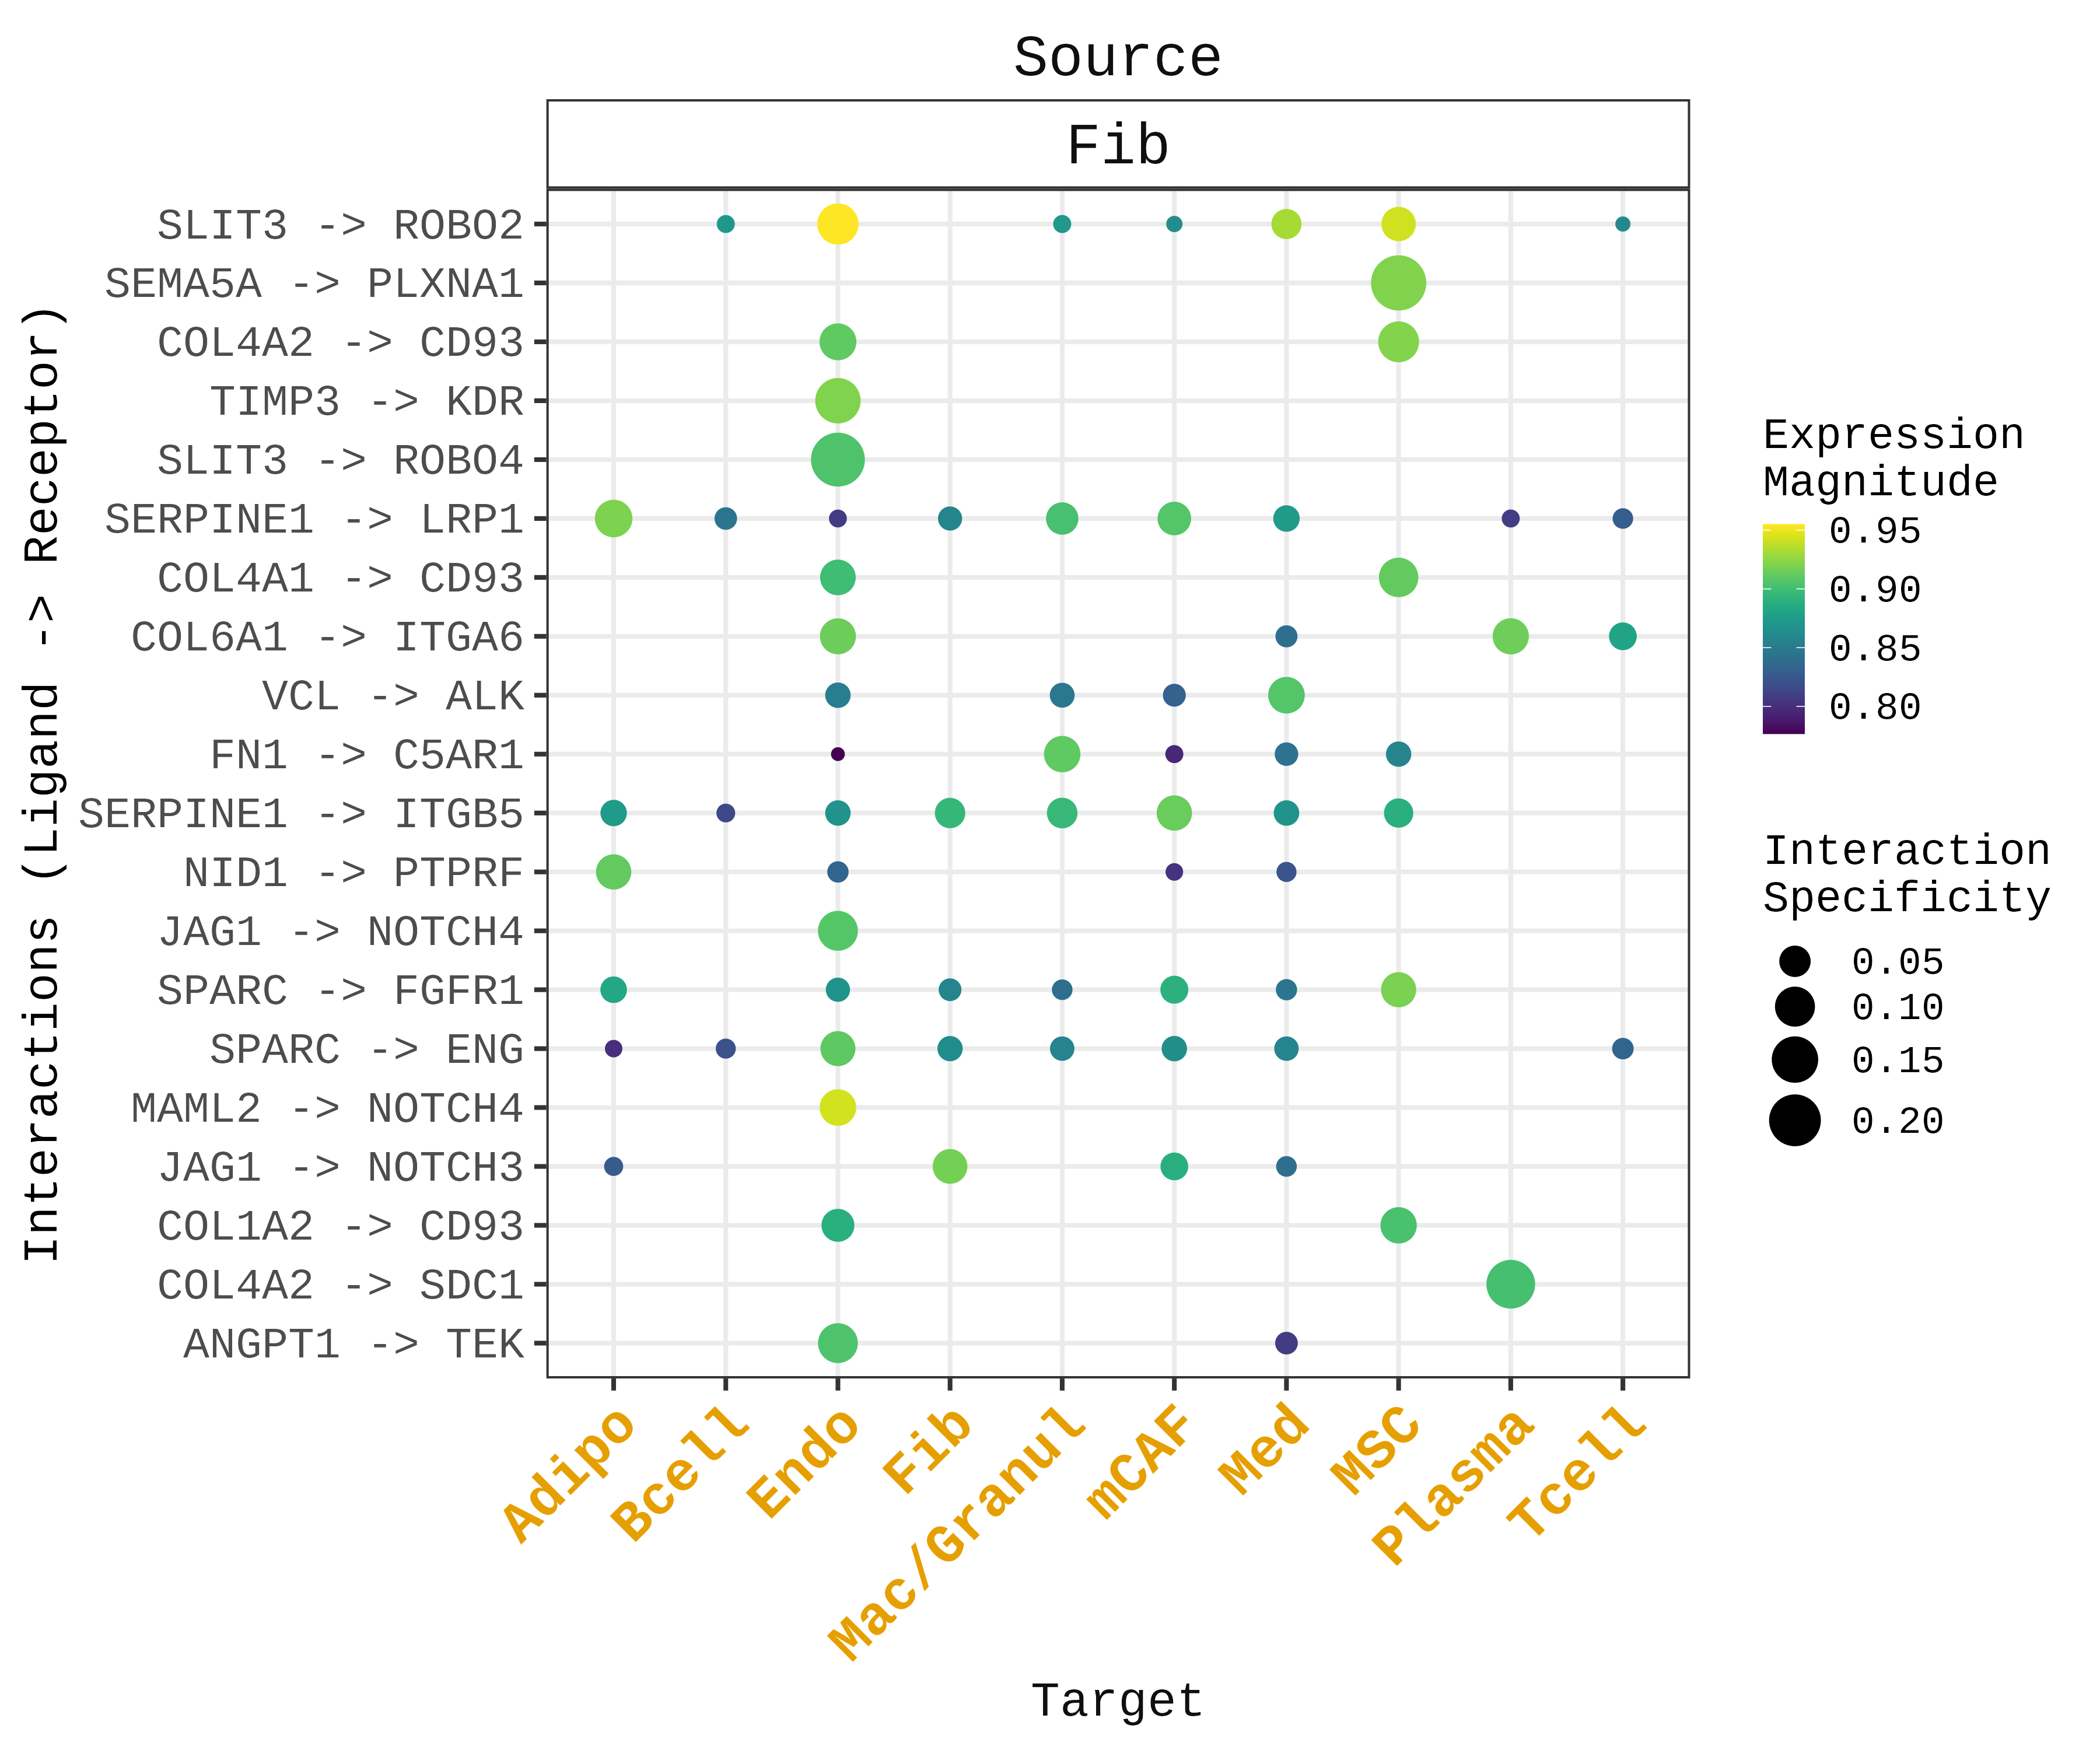 Source
Fib
Interactions (Ligand -> Receptor)
SLIT3 -> ROBO2
SEMA5A -> PLXNA1
COL4A2 -> CD93
TIMP3 -> KDR
SLIT3 -> ROBO4
SERPINE1 -> LRP1
COL4A1 -> CD93
COL6A1 -> ITGA6
VCL -> ALK
FN1 -> C5AR1
SERPINE1 -> ITGB5
NID1 -> PTPRF
JAG1 -> NOTCH4
SPARC -> FGFR1
SPARC -> ENG
MAML2 -> NOTCH4
JAG1 -> NOTCH3
COL1A2 -> CD93
COL4A2 -> SDC1
ANGPT1 -> TEK
Adipo
Bcell
Endo
Fib
Mac/Granul
mCAF
Med
MSC
Plasma
Tcell
Target
Expression
Magnitude
0.95
0.90
0.85
0.80
Interaction
Specificity
0.05
0.10
0.15
0.20